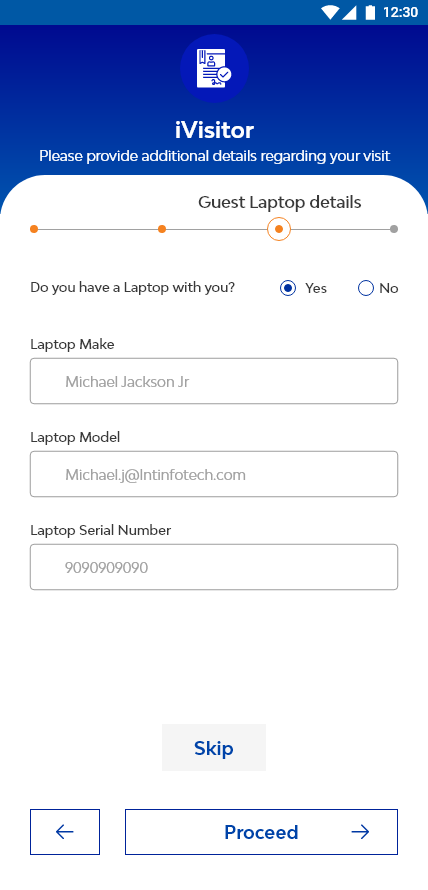 12:30
iVisitor
Please provide additional details regarding your visit
Guest Laptop details
Do you have a Laptop with you?
Yes
No
Laptop Make
Michael Jackson Jr
Laptop Model
Michael.j@Intinfotech.com
Laptop Serial Number
9090909090
Skip
Proceed